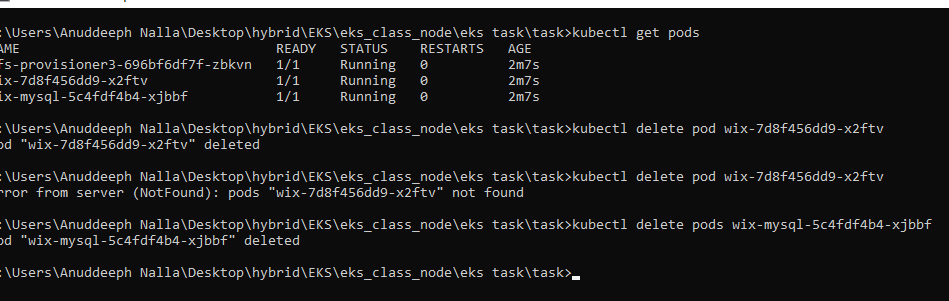 :\Users\Anuddeeph Nalla\Desktop\hybrid\EKS\eks_class_node\eks task\task>kubectl get pods
AME READY STATUS RESTARTS AGE
fs-provisioner3-696bf6df7f-zbkvn 1/1 Running 0 2m7s
ix-7d8f456dd9-x2ftv 1/1 Running 0 2m7s
ix-mysql-5c4fdf4b4-xjbbf 1/1 Running 0 2m7s
:\Users\Anuddeeph Nalla\Desktop\hybrid\EKS\eks_class_node\eks task\task>kubectl delete pod wix-7d8f456dd9-x2ftv
od "wix-7d8f456dd9-x2ftv" deleted
:\Users\Anuddeeph Nalla\Desktop\hybrid\EKS\eks_class_node\eks task\task>kubectl delete pod wix-7d8f456dd9-x2ftv
rror from server (NotFound): pods "wix-7d8f456dd9-x2ftv" not found
:\Users\Anuddeeph Nalla\Desktop\hybrid\EKS\eks_class_node\eks task\task>kubectl delete pods wix-mysql-5c4fdf4b4-xjbbf
od "wix-mysql-5c4fdf4b4-xjbbf" deleted
:\Users\Anuddeeph Nalla\Desktop\hybrid\EKS\eks_class_node\eks task\task>